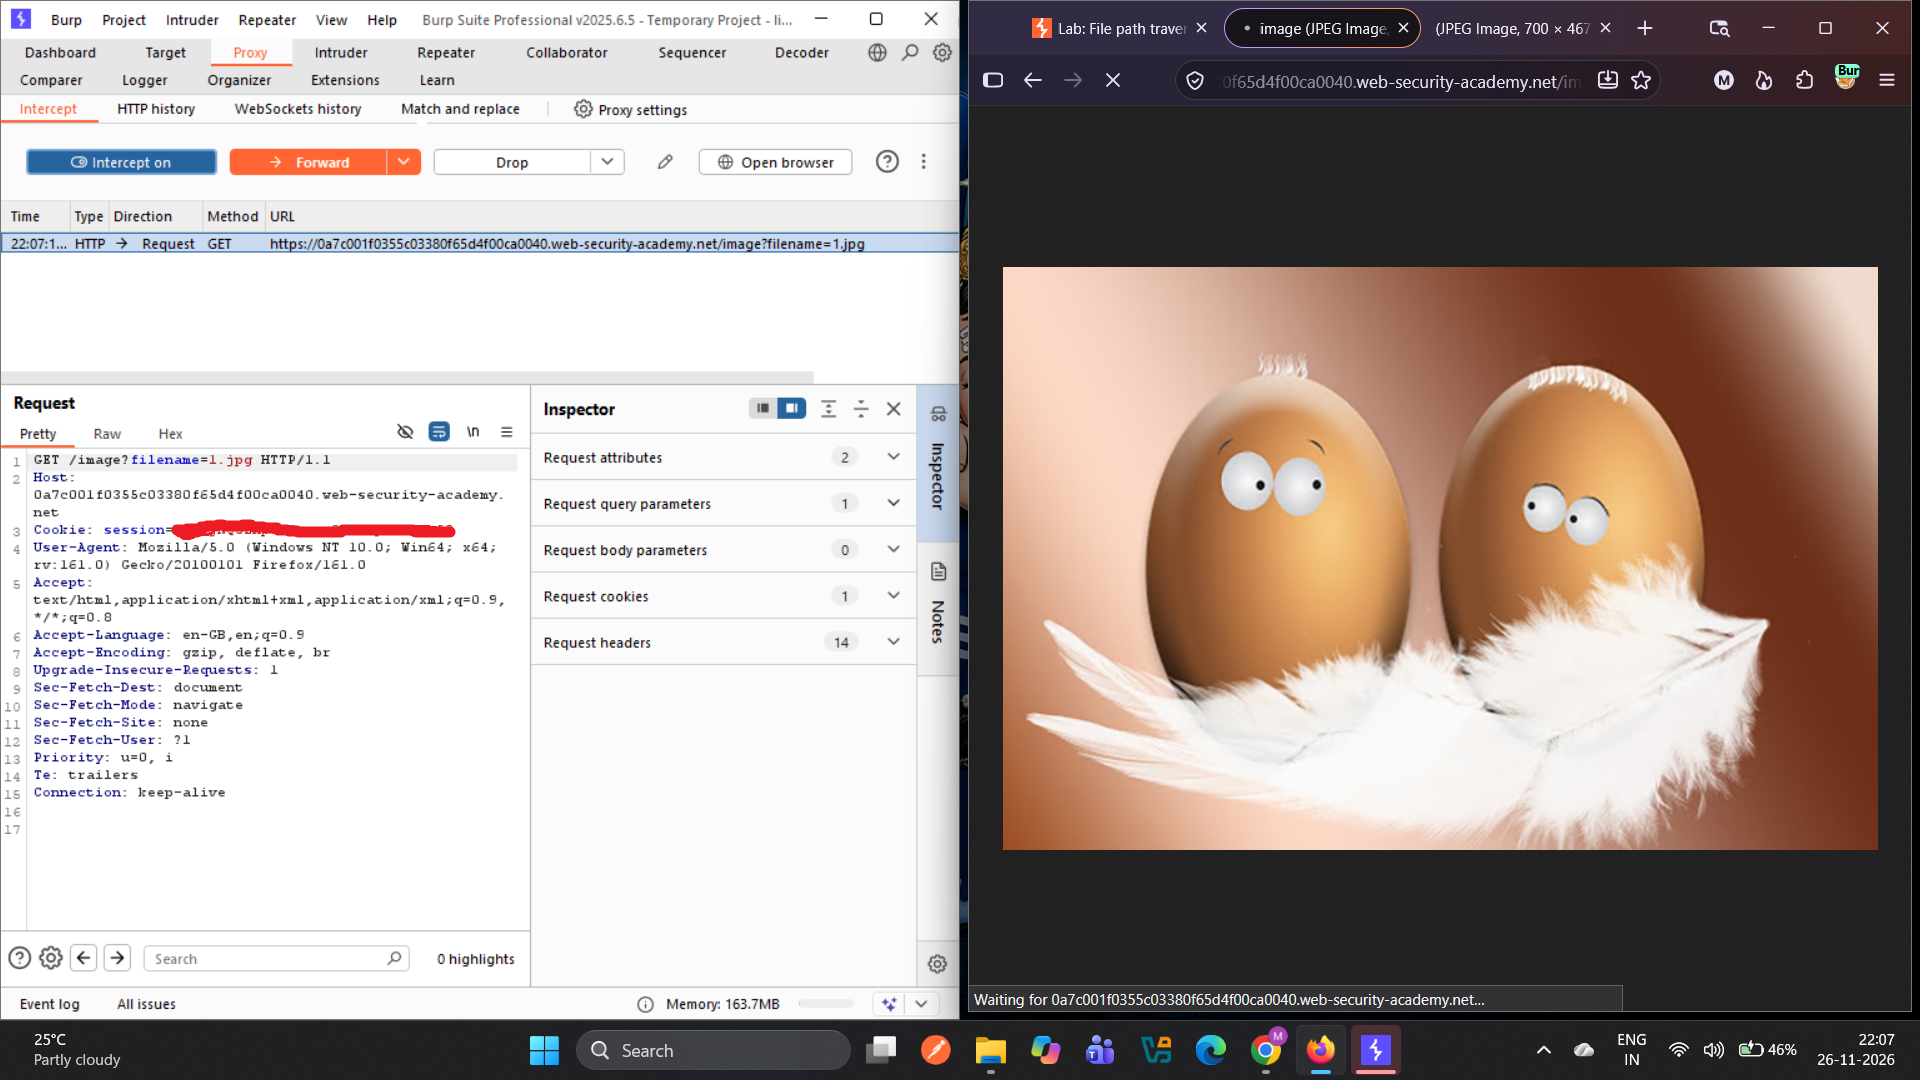 Burp Project Intruder Repeater View Help Burp Suite Professional v2025.6.5 - Temporary Project - li...
Dashboard Target Proxy Intruder Repeater Collaborator Sequencer Decoder
Comparer Logger Organizer Extensions Learn
Intercept HTTP history WebSockets history Match and replace Proxy settings
Intercept on Forward Drop Open browser
Time Type Direction Method URL
22:07:1... HTTP → Request GET https://0a7c001f0355c03380f65d4f00ca0040.web-security-academy.net/image?filename=1.jpg
Request
Pretty Raw Hex \n
1 GET /image?filename=1.jpg HTTP/1.1
2 Host:
0a7c001f0355c03380f65d4f00ca0040.web-security-academy.
net
3 Cookie: session=
4 User-Agent: Mozilla/5.0 (Windows NT 10.0; Win64; x64;
rv:161.0) Gecko/20100101 Firefox/161.0
5 Accept:
text/html,application/xhtml+xml,application/xml;q=0.9,
*/*;q=0.8
6 Accept-Language: en-GB,en;q=0.9
7 Accept-Encoding: gzip, deflate, br
8 Upgrade-Insecure-Requests: 1
9 Sec-Fetch-Dest: document
10 Sec-Fetch-Mode: navigate
11 Sec-Fetch-Site: none
12 Sec-Fetch-User: ?1
13 Priority: u=0, i
14 Te: trailers
15 Connection: keep-alive
16
17
Inspector
Request attributes 2
Request query parameters 1
Request body parameters 0
Request cookies 1
Request headers 14
Inspector
Notes
Search 0 highlights
Event log All issues Memory: 163.7MB
Lab: File path traver image (JPEG Image, (JPEG Image, 700 × 467
0f65d4f00ca0040.web-security-academy.net/im M Bur
Waiting for 0a7c001f0355c03380f65d4f00ca0040.web-security-academy.net...
25°C
Partly cloudy
Search
M
ENG
IN
46%
22:07
26-11-2026